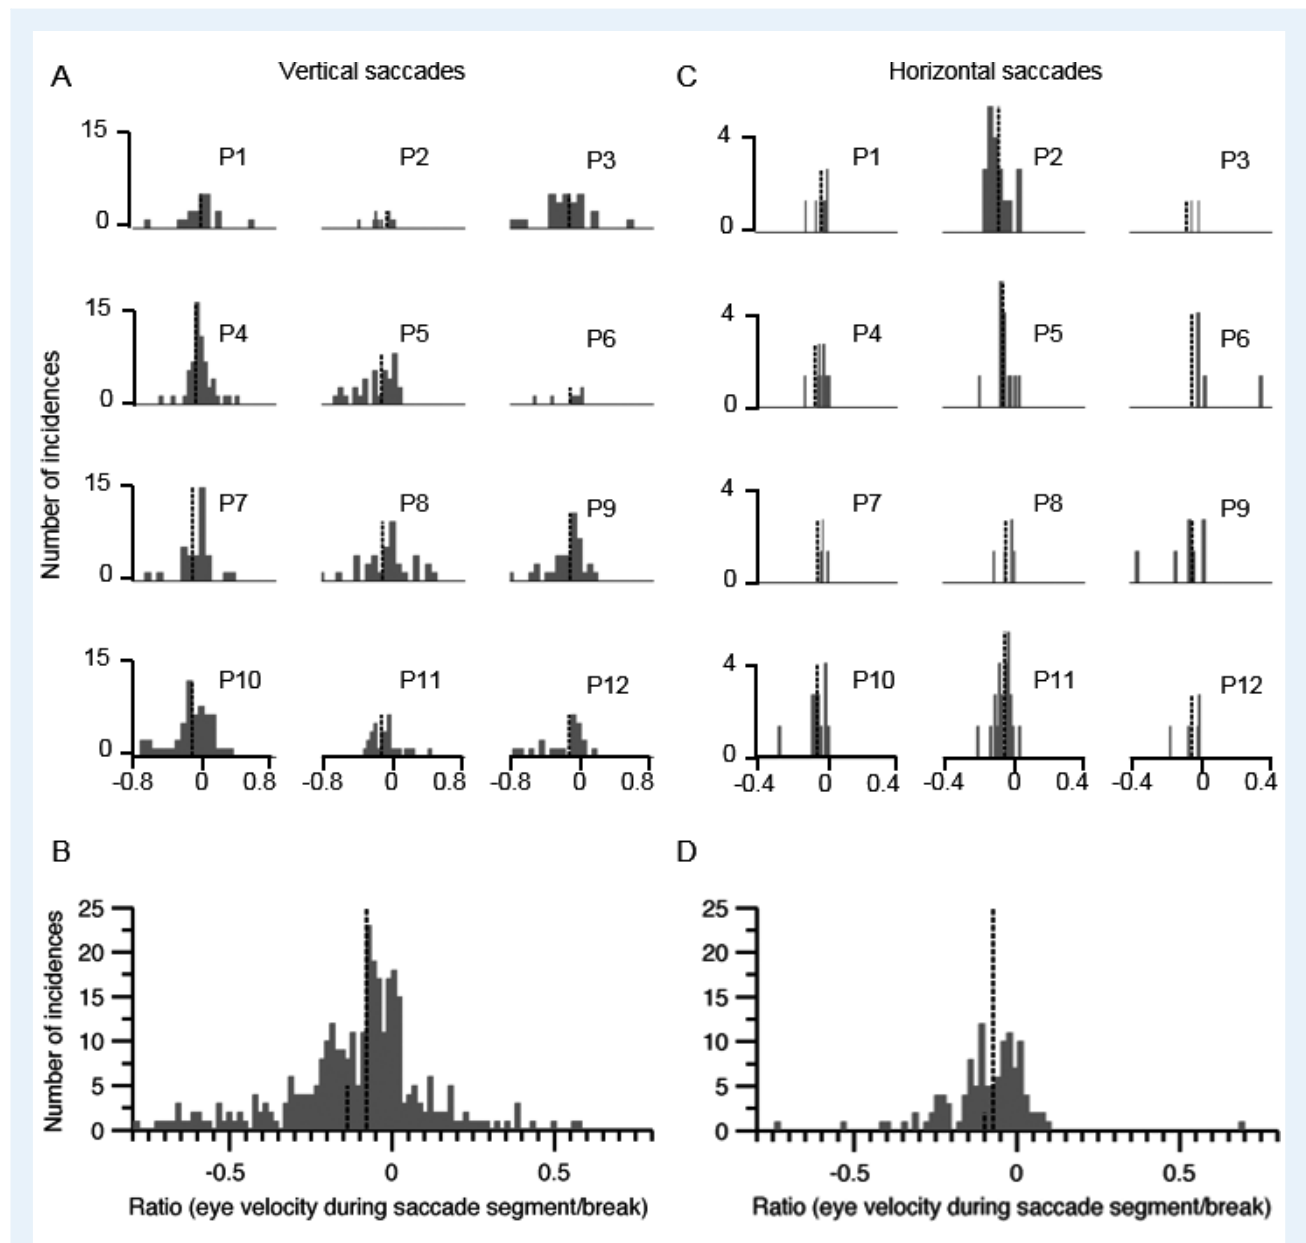 A
Vertical saccades
15
0
P1
P2
P3
15
0
P4
P5
P6
Number of incidences
15
0
P7
P8
P9
15
0
P10
P11
P12
-0.8 0 0.8 -0.8 0 0.8 -0.8 0 0.8
C
Horizontal saccades
4
0
P1
P2
P3
4
0
P4
P5
P6
4
0
P7
P8
P9
4
0
P10
P11
P12
-0.4 0 0.4 -0.4 0 0.4 -0.4 0 0.4
B
Number of incidences
25
20
15
10
5
0
-0.5 0 0.5
Ratio (eye velocity during saccade segment/break)
D
25
20
15
10
5
0
-0.5 0 0.5
Ratio (eye velocity during saccade segment/break)